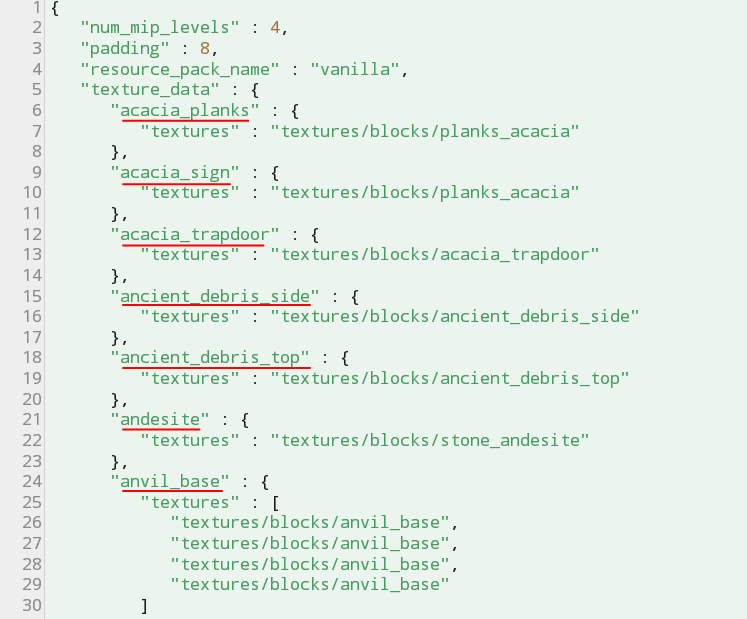 1 {
2 "num_mip_levels" : 4,
3 "padding" : 8,
4 "resource_pack_name" : "vanilla",
5 "texture_data" : {
6 "acacia_planks" : {
7 "textures" : "textures/blocks/planks_acacia"
8 },
9 "acacia_sign" : {
10 "textures" : "textures/blocks/planks_acacia"
11 },
12 "acacia_trapdoor" : {
13 "textures" : "textures/blocks/acacia_trapdoor"
14 },
15 "ancient_debris_side" : {
16 "textures" : "textures/blocks/ancient_debris_side"
17 },
18 "ancient_debris_top" : {
19 "textures" : "textures/blocks/ancient_debris_top"
20 },
21 "andesite" : {
22 "textures" : "textures/blocks/stone_andesite"
23 },
24 "anvil_base" : {
25 "textures" : [
26 "textures/blocks/anvil_base",
27 "textures/blocks/anvil_base",
28 "textures/blocks/anvil_base",
29 "textures/blocks/anvil_base"
30 ]